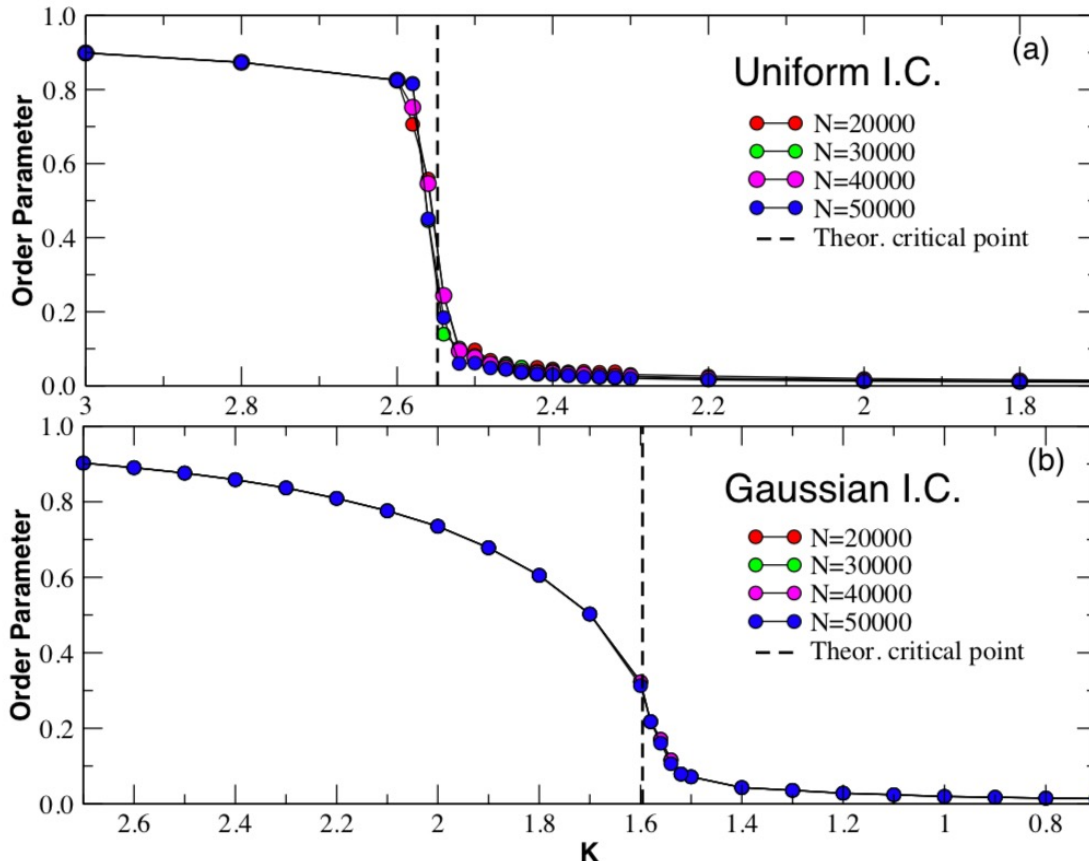 1.0
(a)
Uniform I.C.
0.8
N=20000
0.6
N=30000
N=40000
0.4
N=50000
Theor. critical point
0.2
0.0
Order Parameter
3 2.8 2.6 2.4 2.2 2 1.8
1.0
(b)
Gaussian I.C.
0.8
N=20000
0.6
N=30000
N=40000
0.4
N=50000
Theor. critical point
0.2
0.0
Order Parameter
2.6 2.4 2.2 2 1.8 1.6 1.4 1.2 1 0.8
K